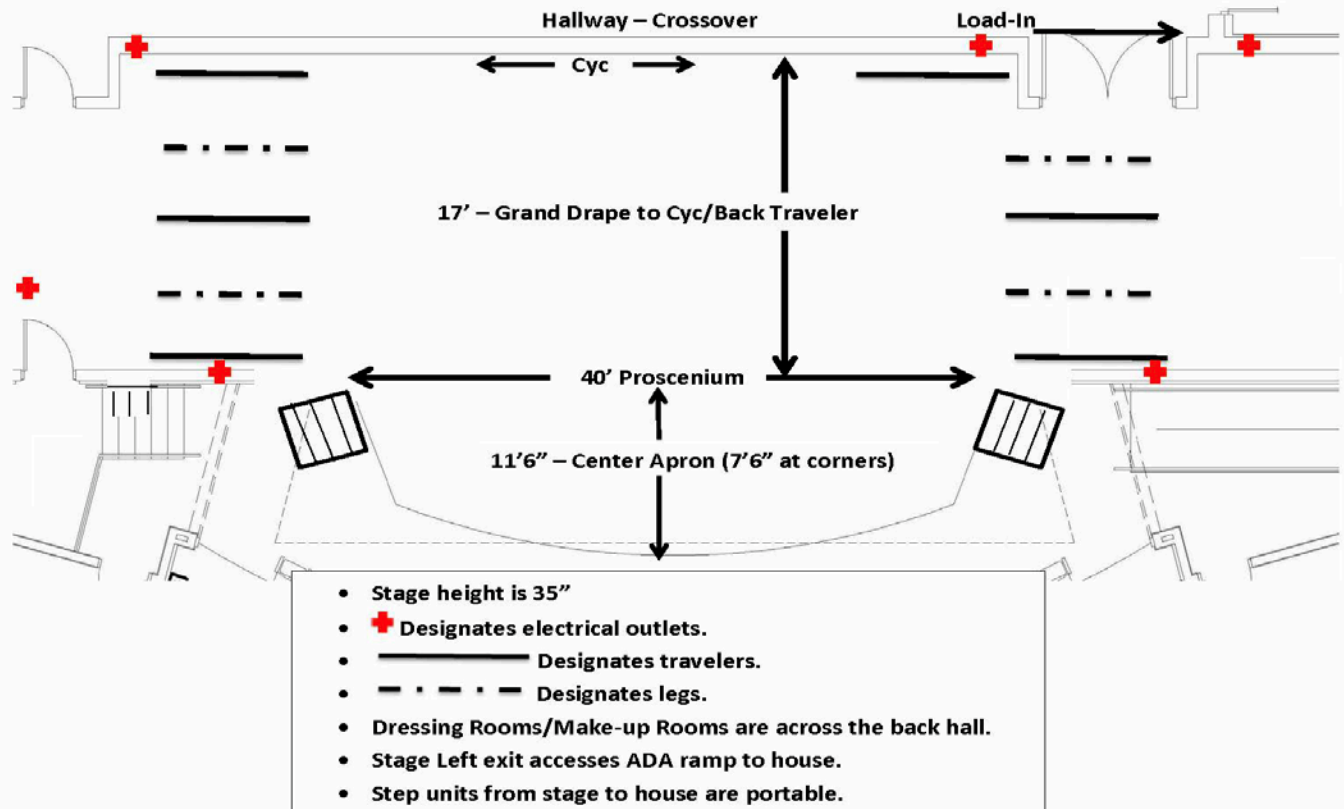 Hallway – Crossover
Load-In
Cyc
17’ – Grand Drape to Cyc/Back Traveler
40’ Proscenium
11’6” – Center Apron (7’6” at corners)
• Stage height is 35”
• Designates electrical outlets.
• Designates travelers.
• Designates legs.
• Dressing Rooms/Make-up Rooms are across the back hall.
• Stage Left exit accesses ADA ramp to house.
• Step units from stage to house are portable.